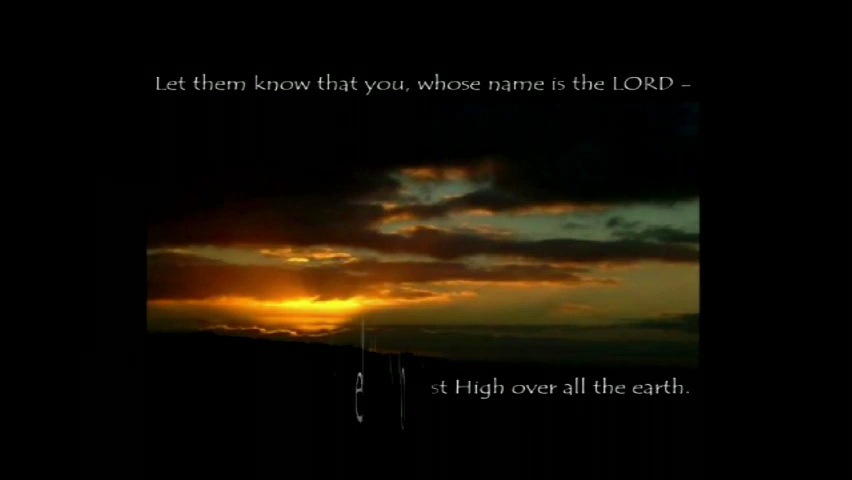 Let them know that you, whose name is the LORD –
st High over all the earth.